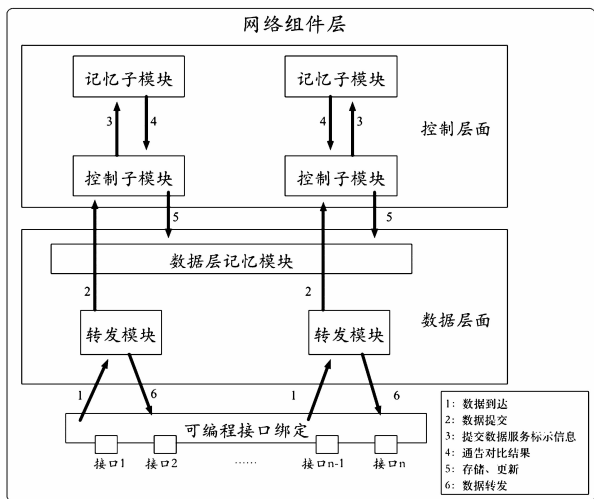 网络组件层
记忆子模块
记忆子模块
3
4
4
3
控制层面
控制子模块
控制子模块
5
5
数据层记忆模块
2
2
转发模块
转发模块
数据层面
1
6
1
6
可编程接口绑定
接口1
接口2
……
接口n-1
接口n
1: 数据到达
2: 数据提交
3: 提交数据服务标示信息
4: 通告对比结果
5: 存储、更新
6: 数据转发